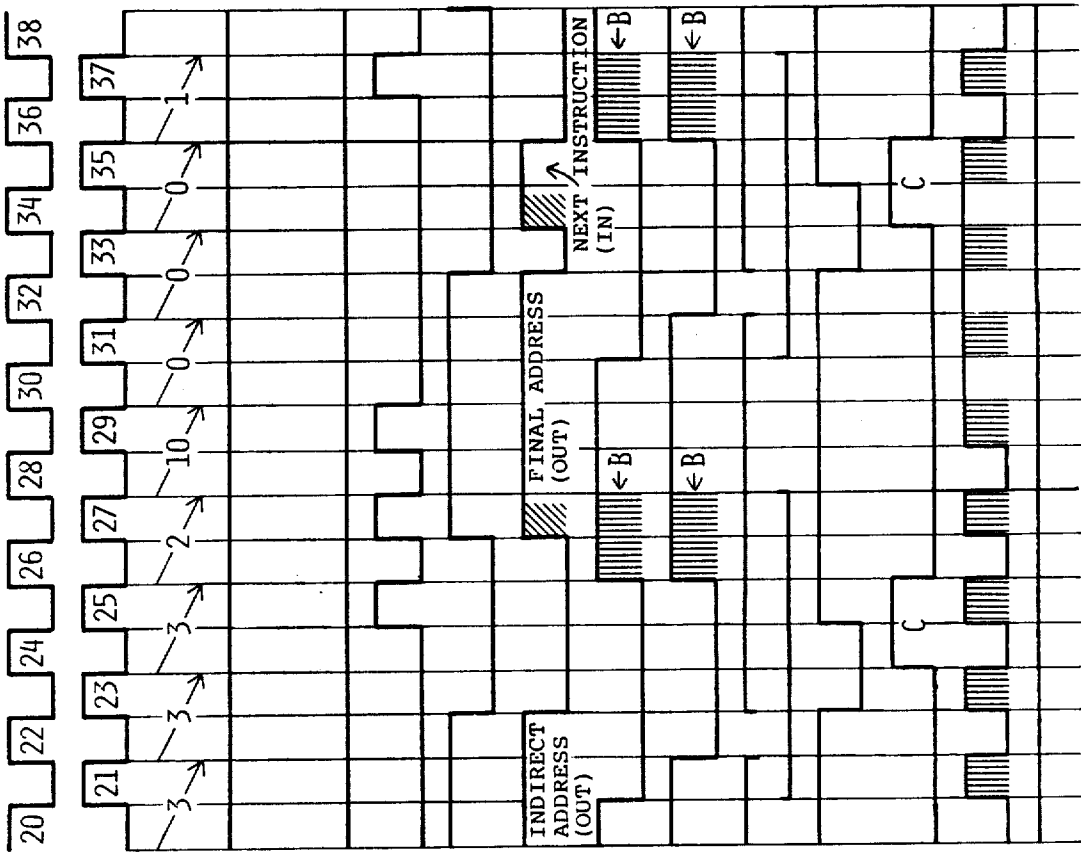 20 22 24 26 28 30 32 34 36 38
21 23 25 27 29 31 33 35 37
3 3 3 2 10 0 0 0 1
INDIRECT
ADDRESS
(OUT)
FINAL ADDRESS
(OUT)
NEXT INSTRUCTION
(IN)
←B ←B
←B ←B
C C